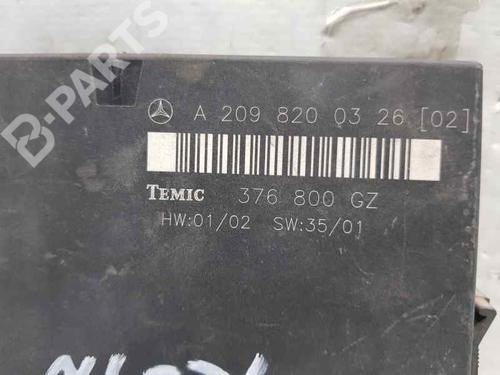 B-PARTS
A 209 820 03 26 [02]
TEMIC 376 800 GZ
HW:01/02 SW:35/01